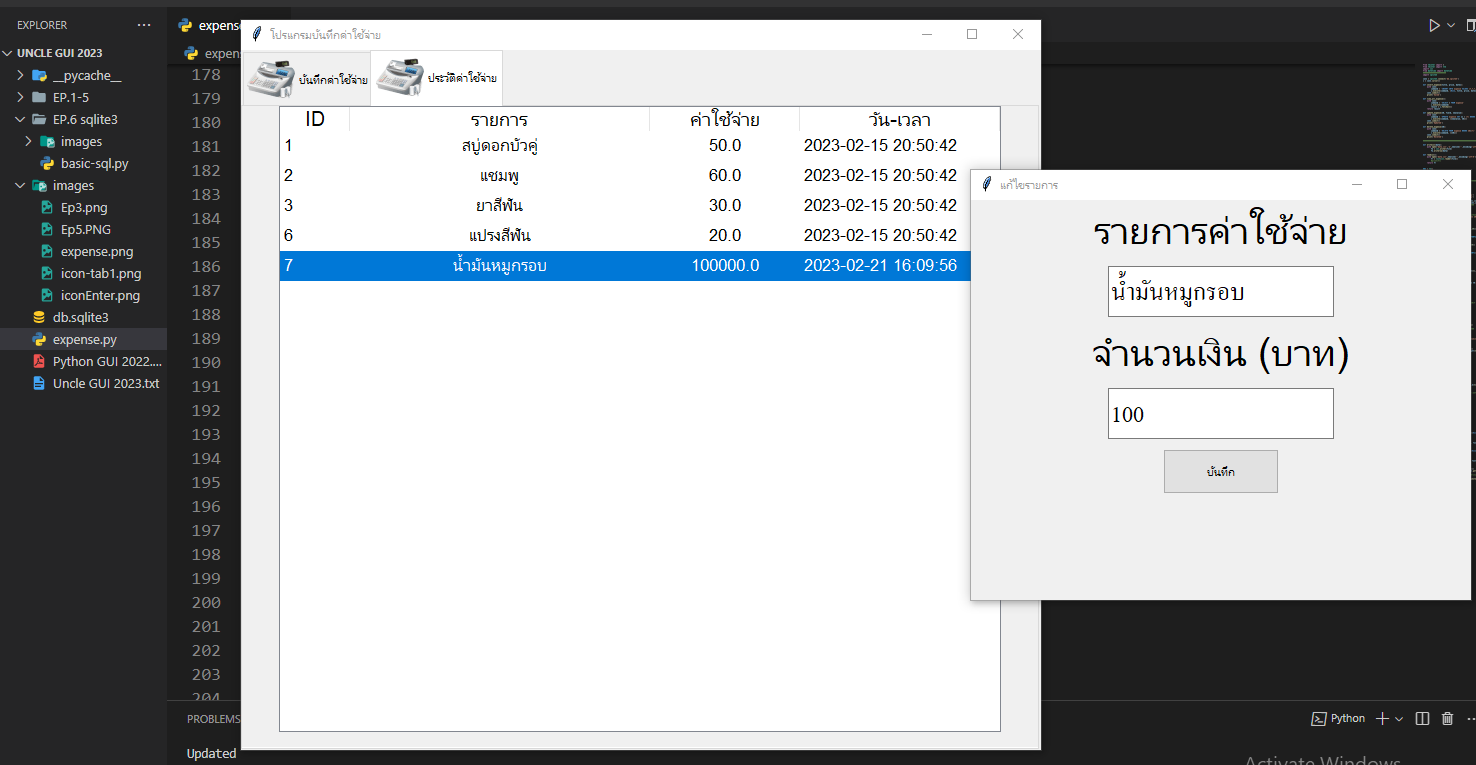 EXPLORER
UNCLE GUI 2023
__pycache__
EP.1-5
EP.6 sqlite3
images
basic-sql.py
images
Ep3.png
Ep5.PNG
expense.png
icon-tab1.png
iconEnter.png
db.sqlite3
expense.py
Python GUI 2022....
Uncle GUI 2023.txt
expens
expen
178
179
180
181
182
183
184
185
186
187
188
189
190
191
192
193
194
195
196
197
198
199
200
201
202
203
204
PROBLEMS
Updated
Python
Activate Windows
โปรแกรมบันทึกค่าใช้จ่าย
บันทึกค่าใช้จ่าย ประวัติค่าใช้จ่าย
ID รายการ ค่าใช้จ่าย วัน-เวลา
1 สบู่ดอกบัวคู่ 50.0 2023-02-15 20:50:42
2 แชมพู 60.0 2023-02-15 20:50:42
3 ยาสีฟัน 30.0 2023-02-15 20:50:42
6 แปรงสีฟัน 20.0 2023-02-15 20:50:42
7 น้ำมันหมูกรอบ 100000.0 2023-02-21 16:09:56
แก้ไขรายการ
รายการค่าใช้จ่าย
น้ำมันหมูกรอบ
จำนวนเงิน (บาท)
100
บันทึก